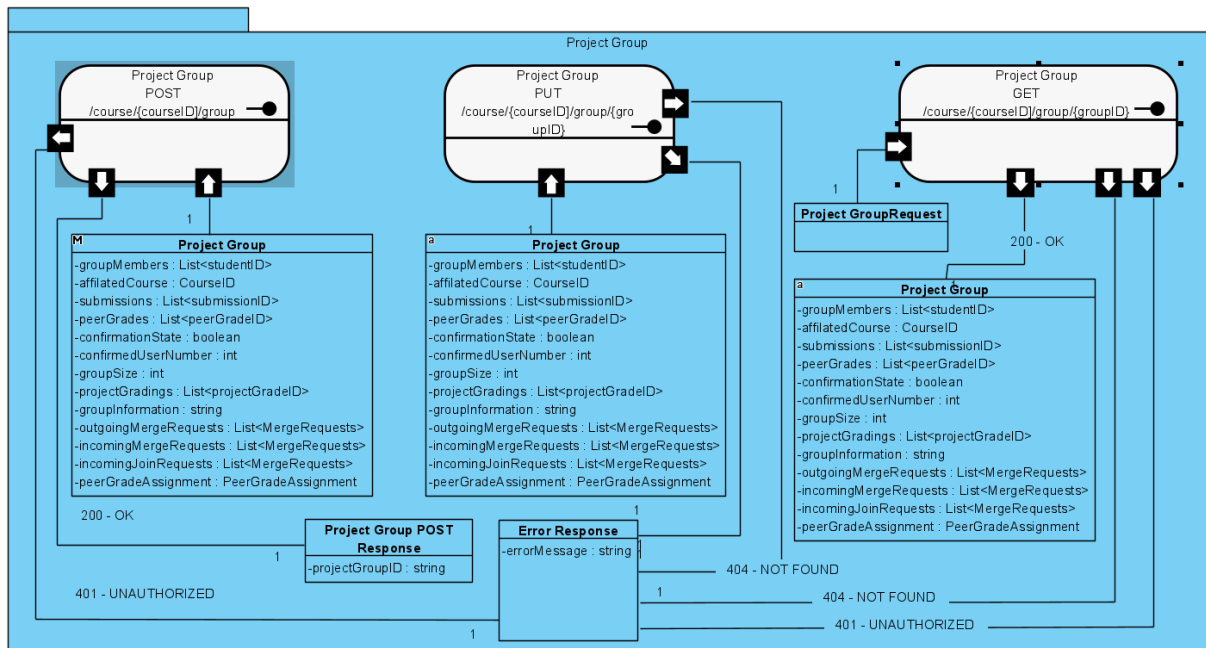 Project Group
Project Group
POST
/course/{courseID]/group
Project Group
PUT
/course/{courseID]/group/{gro
upID}
Project Group
GET
/course/{courseID]/group/{groupID}
1
M
Project Group
-groupMembers : List<studentID>
-affilatedCourse : CourseID
-submissions : List<submissionID>
-peerGrades : List<peerGradeID>
-confirmationState : boolean
-confirmedUserNumber : int
-groupSize : int
-projectGradings : List<projectGradeID>
-groupInformation : string
-outgoingMergeRequests : List<MergeRequests>
-incomingMergeRequests : List<MergeRequests>
-incomingJoinRequests : List<MergeRequests>
-peerGradeAssignment : PeerGradeAssignment
1
a
Project Group
-groupMembers : List<studentID>
-affilatedCourse : CourseID
-submissions : List<submissionID>
-peerGrades : List<peerGradeID>
-confirmationState : boolean
-confirmedUserNumber : int
-groupSize : int
-projectGradings : List<projectGradeID>
-groupInformation : string
-outgoingMergeRequests : List<MergeRequests>
-incomingMergeRequests : List<MergeRequests>
-incomingJoinRequests : List<MergeRequests>
-peerGradeAssignment : PeerGradeAssignment
1
Project GroupRequest
200 - OK
1
a
Project Group
-groupMembers : List<studentID>
-affilatedCourse : CourseID
-submissions : List<submissionID>
-peerGrades : List<peerGradeID>
-confirmationState : boolean
-confirmedUserNumber : int
-groupSize : int
-projectGradings : List<projectGradeID>
-groupInformation : string
-outgoingMergeRequests : List<MergeRequests>
-incomingMergeRequests : List<MergeRequests>
-incomingJoinRequests : List<MergeRequests>
-peerGradeAssignment : PeerGradeAssignment
200 - OK
1
Project Group POST
Response
-projectGroupID : string
1
Error Response
-errorMessage : string
1
404 - NOT FOUND
401 - UNAUTHORIZED
1
404 - NOT FOUND
1
1
401 - UNAUTHORIZED